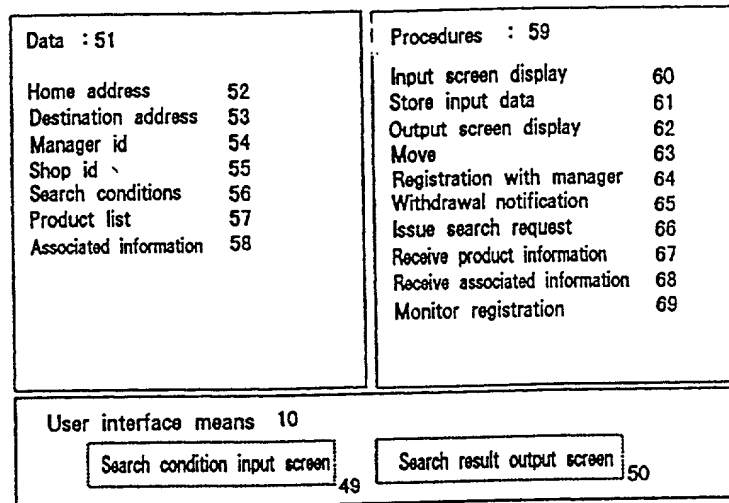 Data : 51
Home address 52
Destination address 53
Manager id 54
Shop id 55
Search conditions 56
Product list 57
Associated information 58
Procedures : 59
Input screen display 60
Store input data 61
Output screen display 62
Move 63
Registration with manager 64
Withdrawal notification 65
Issue search request 66
Receive product information 67
Receive associated information 68
Monitor registration 69
User interface means 10
Search condition input screen 49
Search result output screen 50